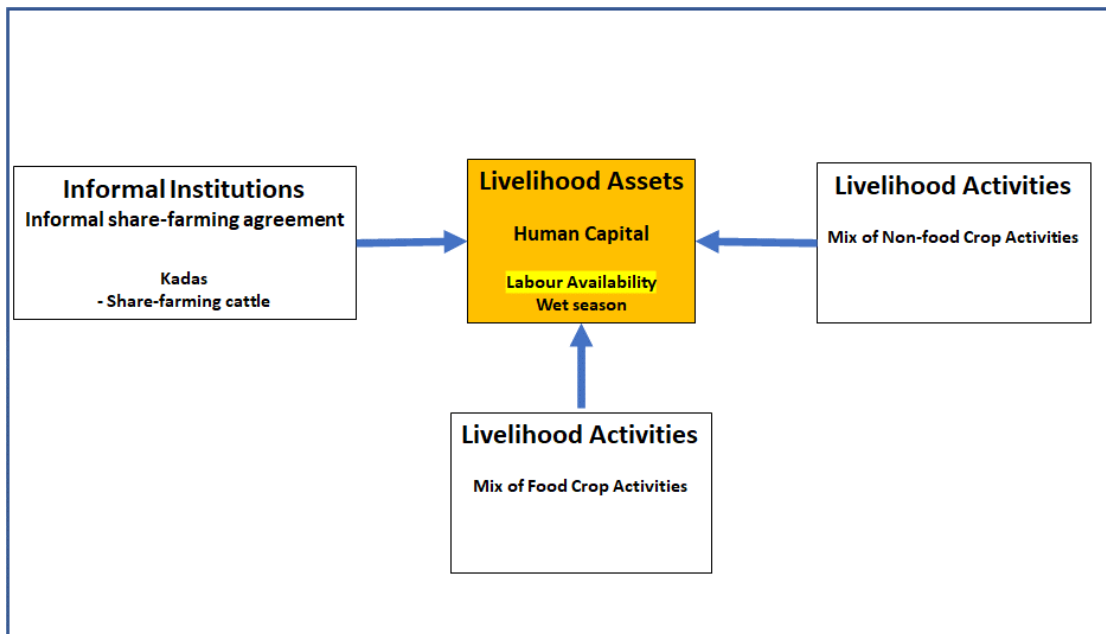 Informal Institutions
Informal share-farming agreement
Kadas
- Share-farming cattle
Livelihood Assets
Human Capital
Labour Availability
Wet season
Livelihood Activities
Mix of Non-food Crop Activities
Livelihood Activities
Mix of Food Crop Activities